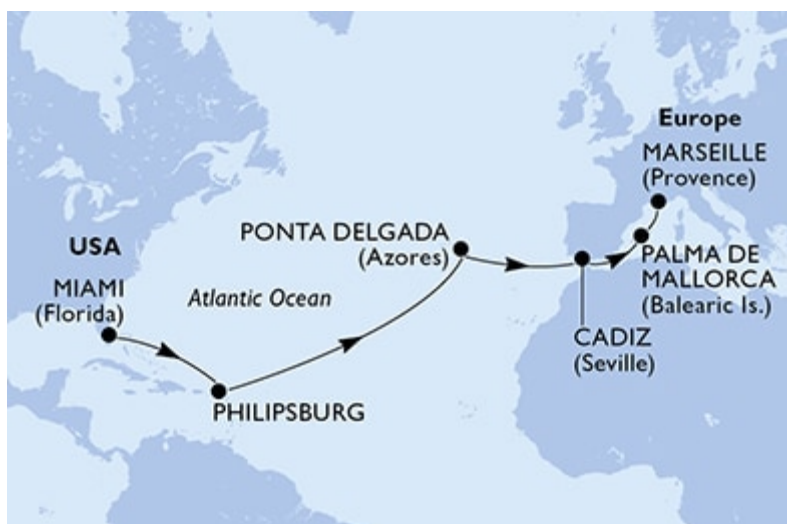 Europe
MARSEILLE
(Provence)
PONTA DELGADA
(Azores)
USA
PALMA DE
MALLORCA
(Balearic Is.)
MIAMI
(Florida)
Atlantic Ocean
CADIZ
(Seville)
PHILIPSBURG